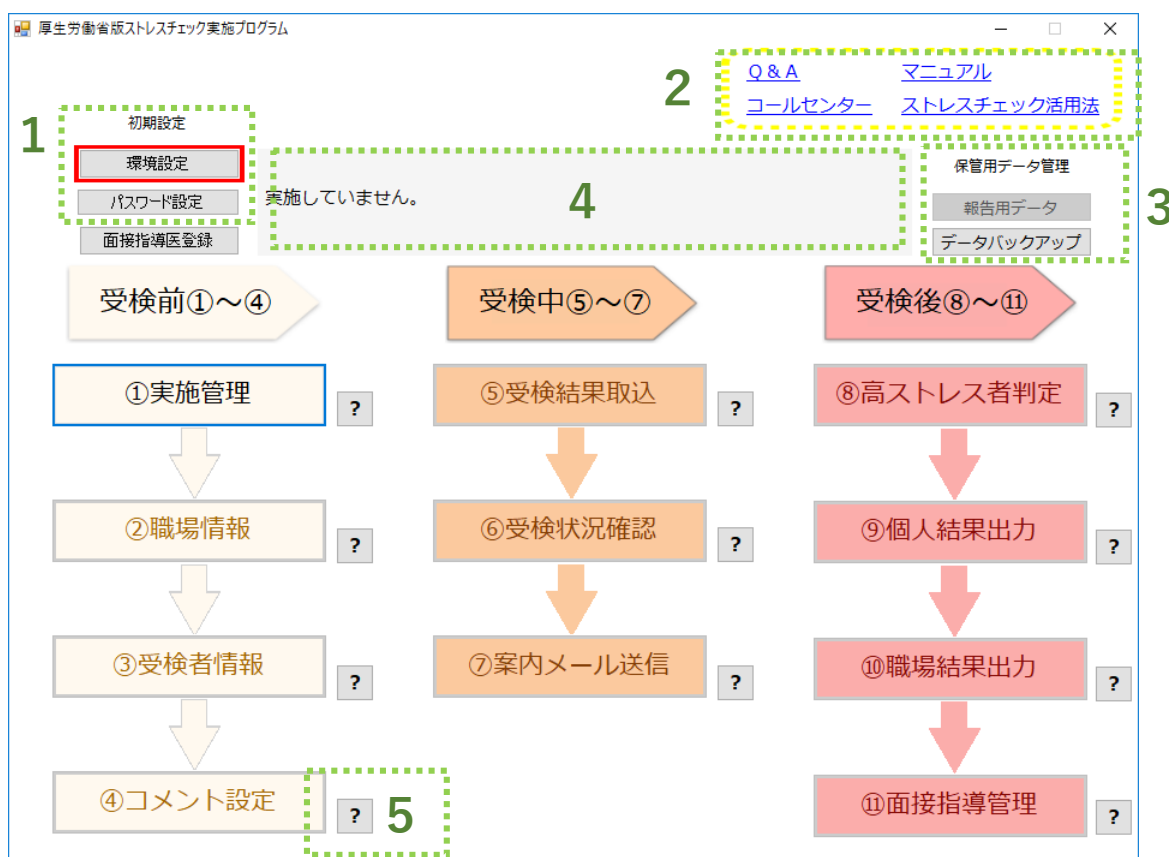 厚生労働省版ストレスチェック実施プログラム
2
Q & A
マニュアル
コールセンター
ストレスチェック活用法
1
初期設定
環境設定
パスワード設定
面接指導医登録
実施していません。
4
保管用データ管理
報告用データ
データバックアップ
3
受検前①～④
受検中⑤～⑦
受検後⑧～⑪
①実施管理
?
⑤受検結果取込
?
⑧高ストレス者判定
?
②職場情報
?
⑥受検状況確認
?
⑨個人結果出力
?
③受検者情報
?
⑦案内メール送信
?
⑩職場結果出力
?
④コメント設定
?
5
⑪面接指導管理
?